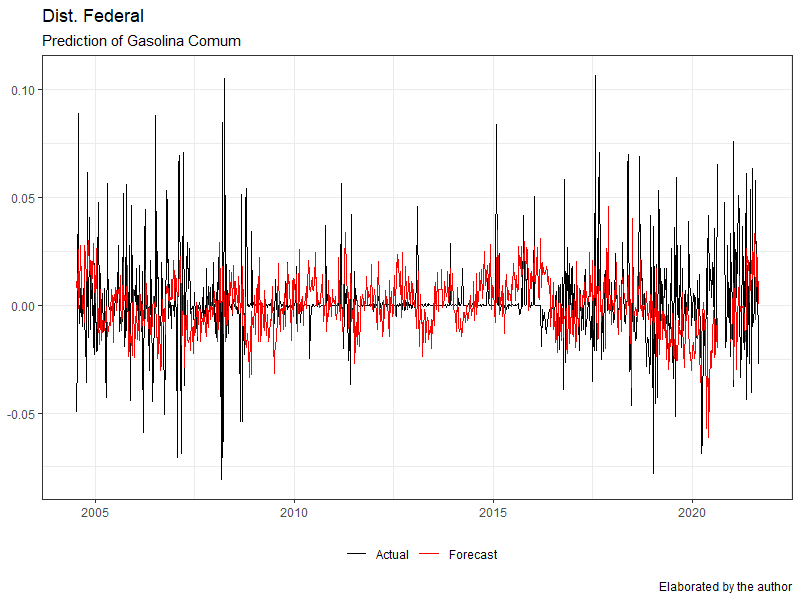 Dist. Federal
Prediction of Gasolina Comum
0.10
0.05
0.00
-0.05
2005 2010 2015 2020
Actual Forecast
Elaborated by the author